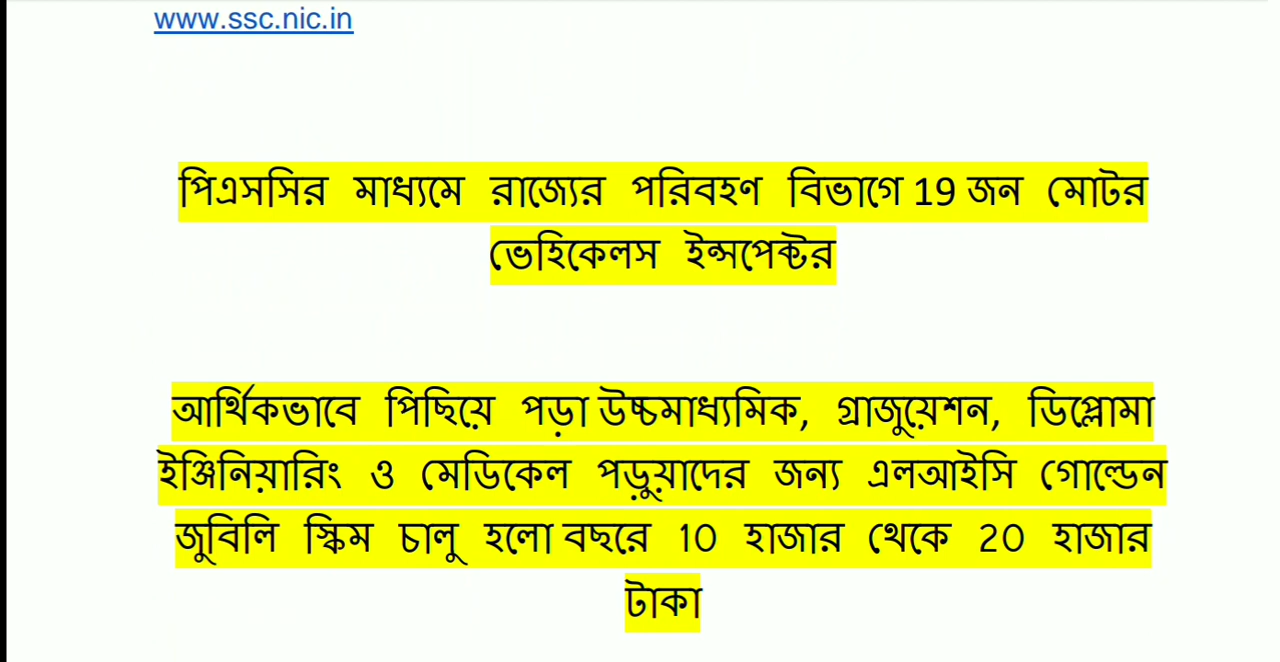 www.ssc.nic.in
পিএসসির মাধ্যমে রাজ্যের পরিবহণ বিভাগে 19 জন মোটর
ভেহিকেলস ইন্সপেক্টর
আর্থিকভাবে পিছিয়ে পড়া উচ্চমাধ্যমিক, গ্রাজুয়েশন, ডিপ্লোমা
ইঞ্জিনিয়ারিং ও মেডিকেল পড়ুয়াদের জন্য এলআইসি গোল্ডেন
জুবিলি স্কিম চালু হলো বছরে 10 হাজার থেকে 20 হাজার
টাকা